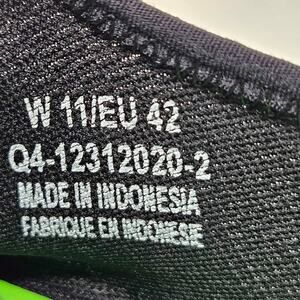 W 11/EU 42
Q4-12312020-2
MADE IN INDONESIA
FABRIQUE EN INDONESIE